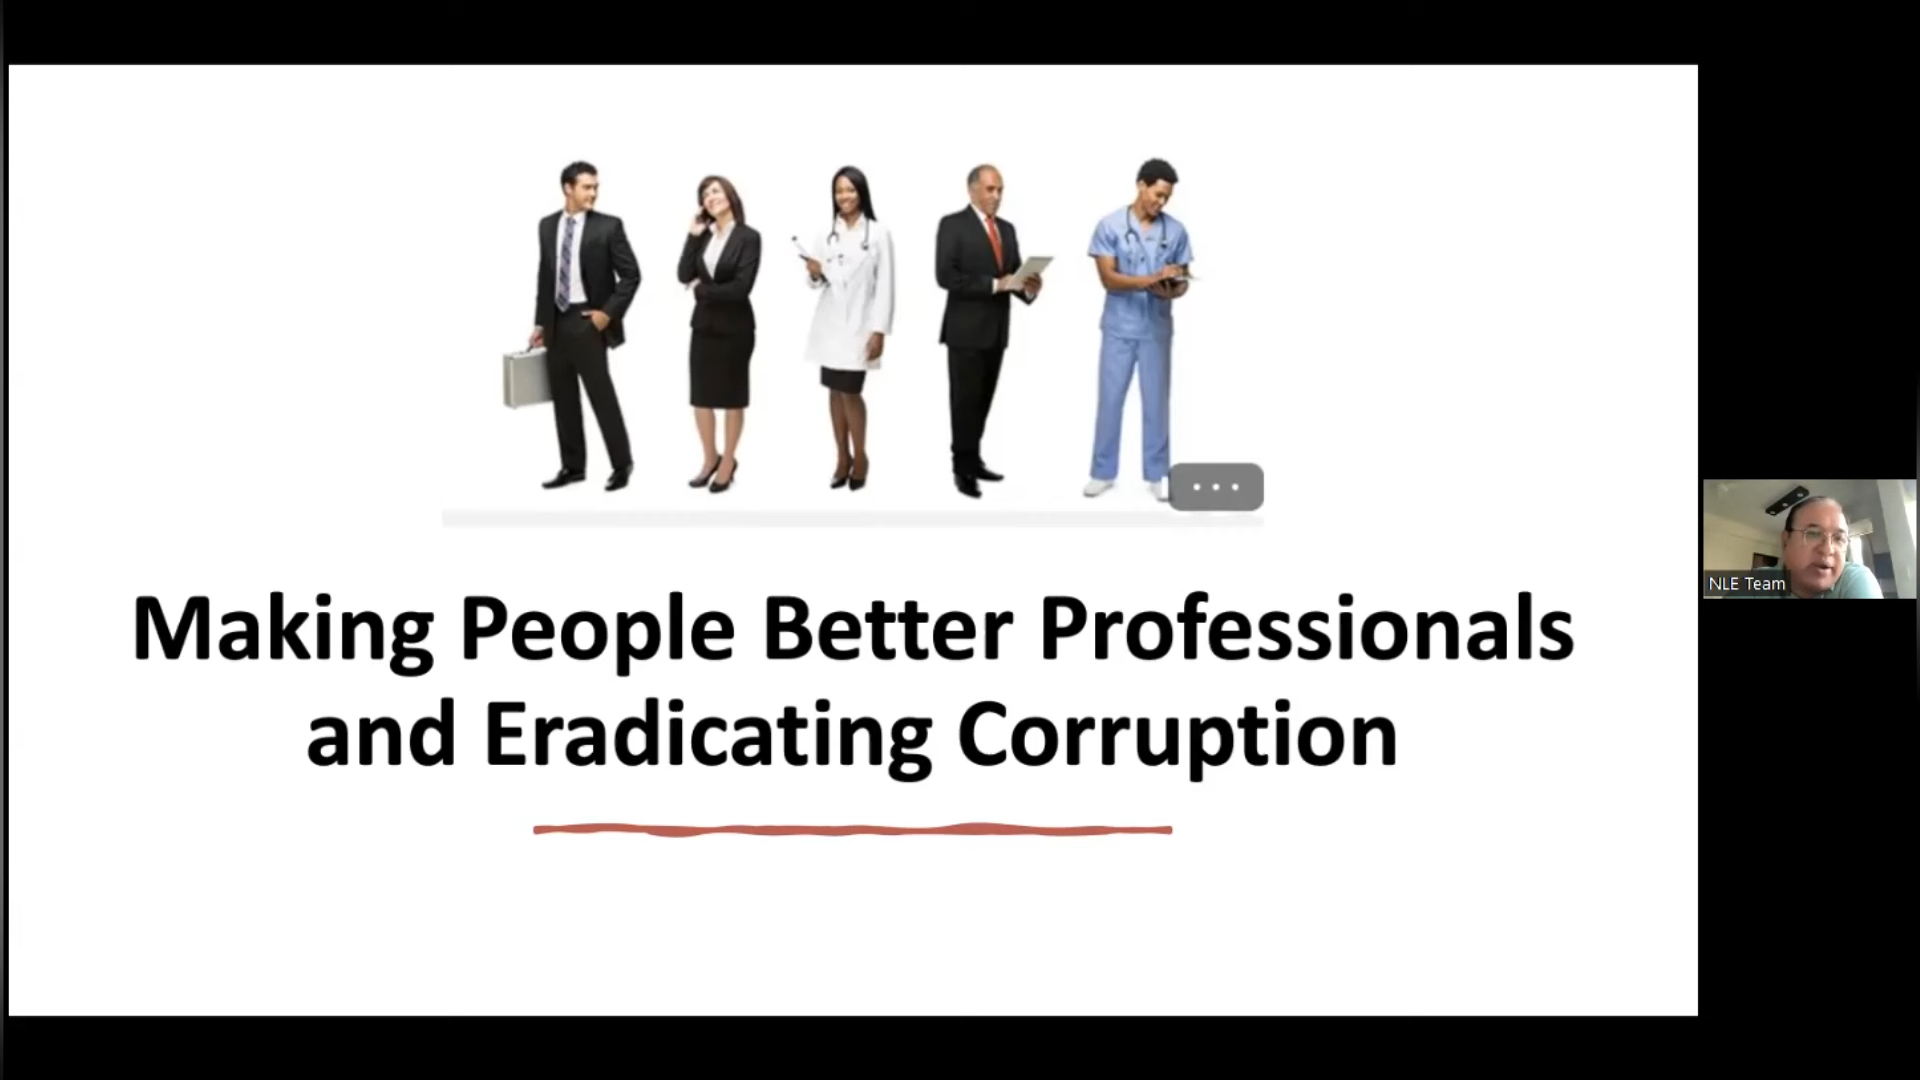 Making People Better Professionals
and Eradicating Corruption
NLE Team